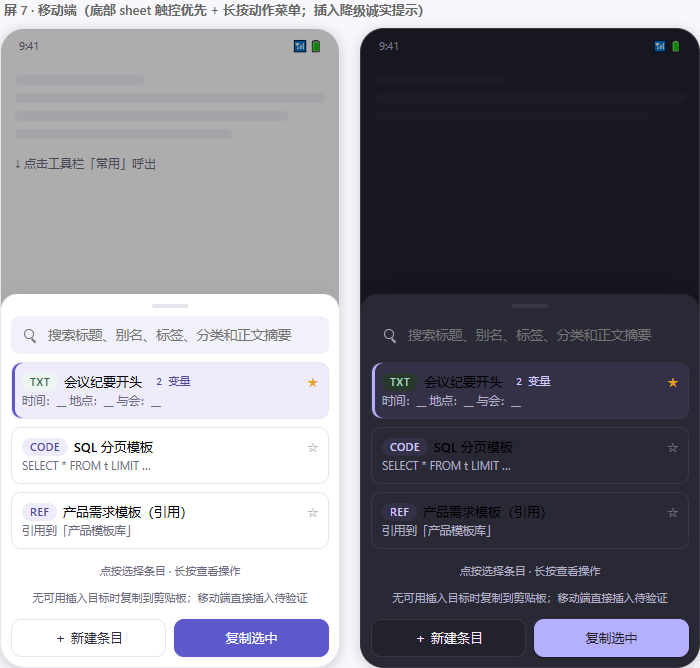 屏 7 · 移动端（底部 sheet 触控优先 + 长按动作菜单；插入降级诚实提示）
9:41
↓ 点击工具栏「常用」呼出
搜索标题、别名、标签、分类和正文摘要
TXT 会议纪要开头 2 变量
时间：__ 地点：__ 与会：__
CODE SQL 分页模板
SELECT * FROM t LIMIT ...
REF 产品需求模板（引用）
引用到「产品模板库」
点按选择条目 · 长按查看操作
无可用插入目标时复制到剪贴板；移动端直接插入待验证
+ 新建条目
复制选中
9:41
搜索标题、别名、标签、分类和正文摘要
TXT 会议纪要开头 2 变量
时间：__ 地点：__ 与会：__
CODE SQL 分页模板
SELECT * FROM t LIMIT ...
REF 产品需求模板（引用）
引用到「产品模板库」
点按选择条目 · 长按查看操作
无可用插入目标时复制到剪贴板；移动端直接插入待验证
+ 新建条目
复制选中